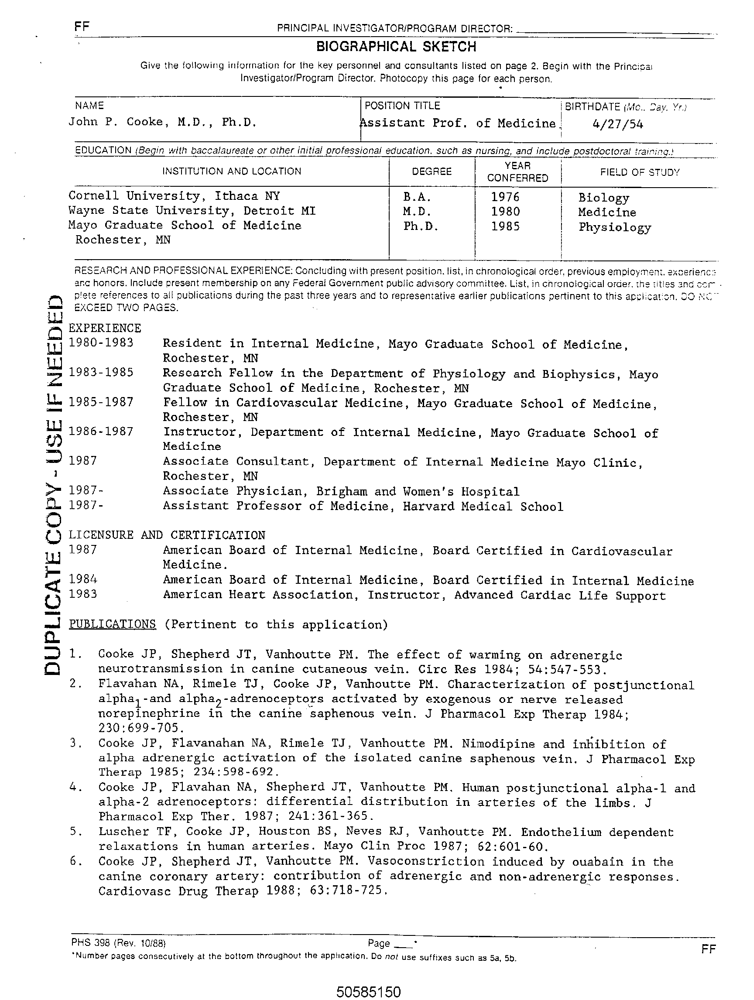 FF
PRINCIPAL INVESTIGATOR/PROGRAM DIRECTOR:
BIOGRAPHICAL SKETCH
Give the following information for the key personnel and consultants listed on page 2. Begin with the Principal
Investigator/Program Director. Photocopy this page for each person.
NAME
POSITION TITLE
BIRTHDATE (Mo., Day, Yr.)
John P. Cooke, M.D., Ph.D.
Assistant Prof. of Medicine
4/27/54
EDUCATION (Begin with baccalaureate or other initial professional education, such as nursing, and include postdoctoral training.)
INSTITUTION AND LOCATION
DEGREE
YEAR
CONFERRED
FIELD OF STUDY
Cornell University, Ithaca NY B.A. 1976 Biology
Wayne State University, Detroit MI M.D. 1980 Medicine
Mayo Graduate School of Medicine Ph.D. 1985 Physiology
Rochester, MN
RESEARCH AND PROFESSIONAL EXPERIENCE: Concluding with present position, list, in chronological order, previous employment, experience
and honors. Include present membership on any Federal Government public advisory committee. List, in chronological order, the titles and com-
plete references to all publications during the past three years and to representative earlier publications pertinent to this application. DO NOT
EXCEED TWO PAGES.
DUPLICATE COPY - USE IF NEEDED
EXPERIENCE
1980-1983 Resident in Internal Medicine, Mayo Graduate School of Medicine,
Rochester, MN
1983-1985 Research Fellow in the Department of Physiology and Biophysics, Mayo
Graduate School of Medicine, Rochester, MN
1985-1987 Fellow in Cardiovascular Medicine, Mayo Graduate School of Medicine,
Rochester, MN
1986-1987 Instructor, Department of Internal Medicine, Mayo Graduate School of
Medicine
1987 Associate Consultant, Department of Internal Medicine Mayo Clinic,
Rochester, MN
1987- Associate Physician, Brigham and Women's Hospital
1987- Assistant Professor of Medicine, Harvard Medical School
LICENSURE AND CERTIFICATION
1987 American Board of Internal Medicine, Board Certified in Cardiovascular
Medicine.
1984 American Board of Internal Medicine, Board Certified in Internal Medicine
1983 American Heart Association, Instructor, Advanced Cardiac Life Support
PUBLICATIONS (Pertinent to this application)
1. Cooke JP, Shepherd JT, Vanhoutte PM. The effect of warming on adrenergic
neurotransmission in canine cutaneous vein. Circ Res 1984; 54:547-553.
2. Flavahan NA, Rimele TJ, Cooke JP, Vanhoutte PM. Characterization of postjunctional
alpha1-and alpha2-adrenoceptors activated by exogenous or nerve released
norepinephrine in the canine saphenous vein. J Pharmacol Exp Therap 1984;
230:699-705.
3. Cooke JP, Flavanahan NA, Rimele TJ, Vanhoutte PM. Nimodipine and inhibition of
alpha adrenergic activation of the isolated canine saphenous vein. J Pharmacol Exp
Therap 1985; 234:598-692.
4. Cooke JP, Flavahan NA, Shepherd JT, Vanhoutte PM. Human postjunctional alpha-1 and
alpha-2 adrenoceptors: differential distribution in arteries of the limbs. J
Pharmacol Exp Ther. 1987; 241:361-365.
5. Luscher TF, Cooke JP, Houston BS, Neves RJ, Vanhoutte PM. Endothelium dependent
relaxations in human arteries. Mayo Clin Proc 1987; 62:601-60.
6. Cooke JP, Shepherd JT, Vanhoutte PM. Vasoconstriction induced by ouabain in the
canine coronary artery: contribution of adrenergic and non-adrenergic responses.
Cardiovasc Drug Therap 1988; 63:718-725.
PHS 398 (Rev. 10/88)
Page ___*
FF
*Number pages consecutively at the bottom throughout the application. Do not use suffixes such as 5a, 5b.
50585150